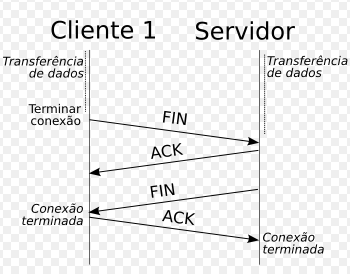 Cliente 1 Servidor
Transferência
de dados
Transferência
de dados
Terminar
conexão
FIN
ACK
FIN
Conexão
terminada
ACK
Conexão
terminada